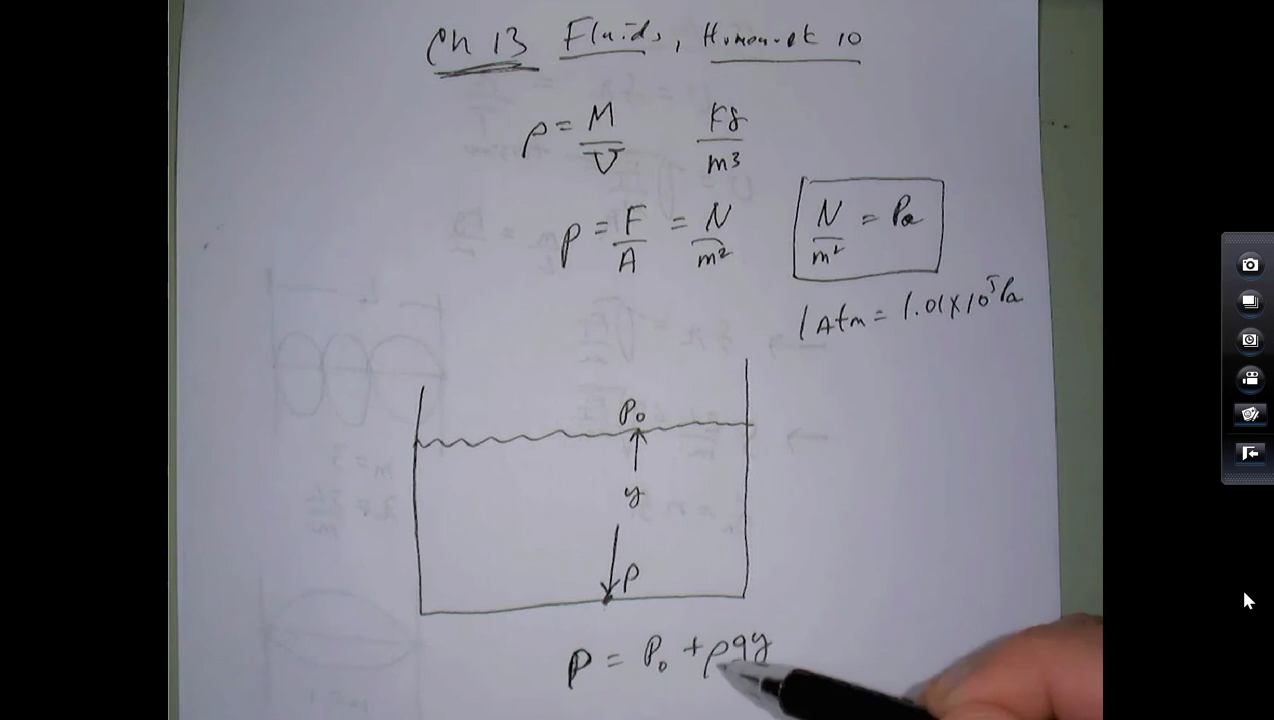 Ch 13 Fluids, Homework 10
ρ = M/V   Kg/m³
P = F/A = N/m²   N/m² = Pa
1 Atm = 1.01 x 10⁵ Pa
P₀
y
P
P = P₀ + ρgy